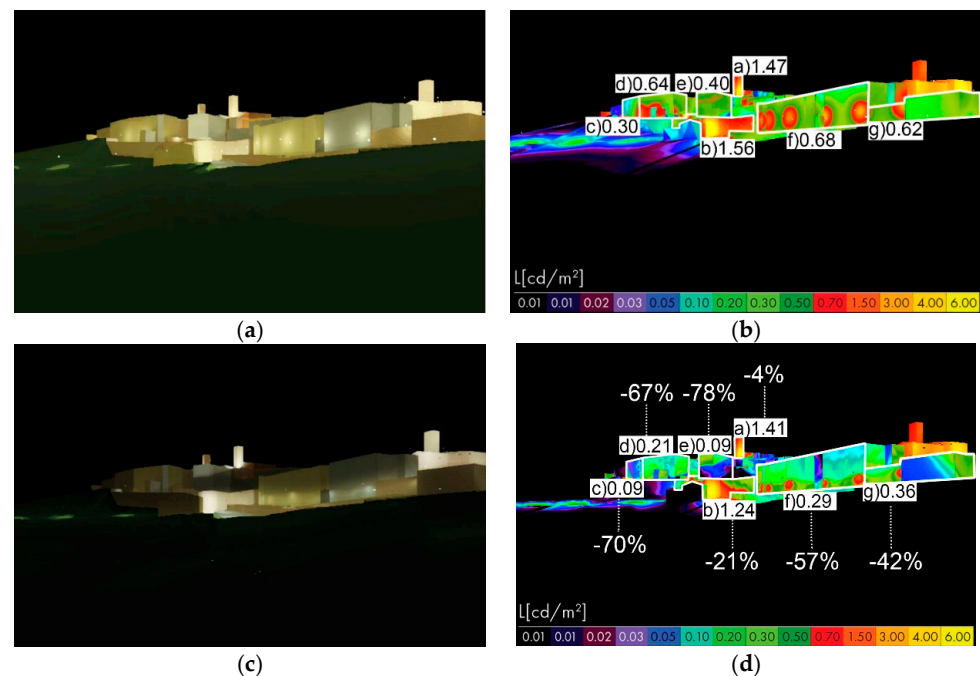 a)1.47
d)0.64 e)0.40
c)0.30
b)1.56
f)0.68
g)0.62
L[cd/m²]
0.01 0.01 0.02 0.03 0.05 0.10 0.20 0.30 0.50 0.70 1.50 3.00 4.00 6.00
(a) (b)
-4%
-67% -78%
a)1.41
d)0.21 e)0.09
c)0.09
b)1.24
f)0.29
g)0.36
-70%
-21% -57% -42%
L[cd/m²]
0.01 0.01 0.02 0.03 0.05 0.10 0.20 0.30 0.50 0.70 1.50 3.00 4.00 6.00
(c) (d)